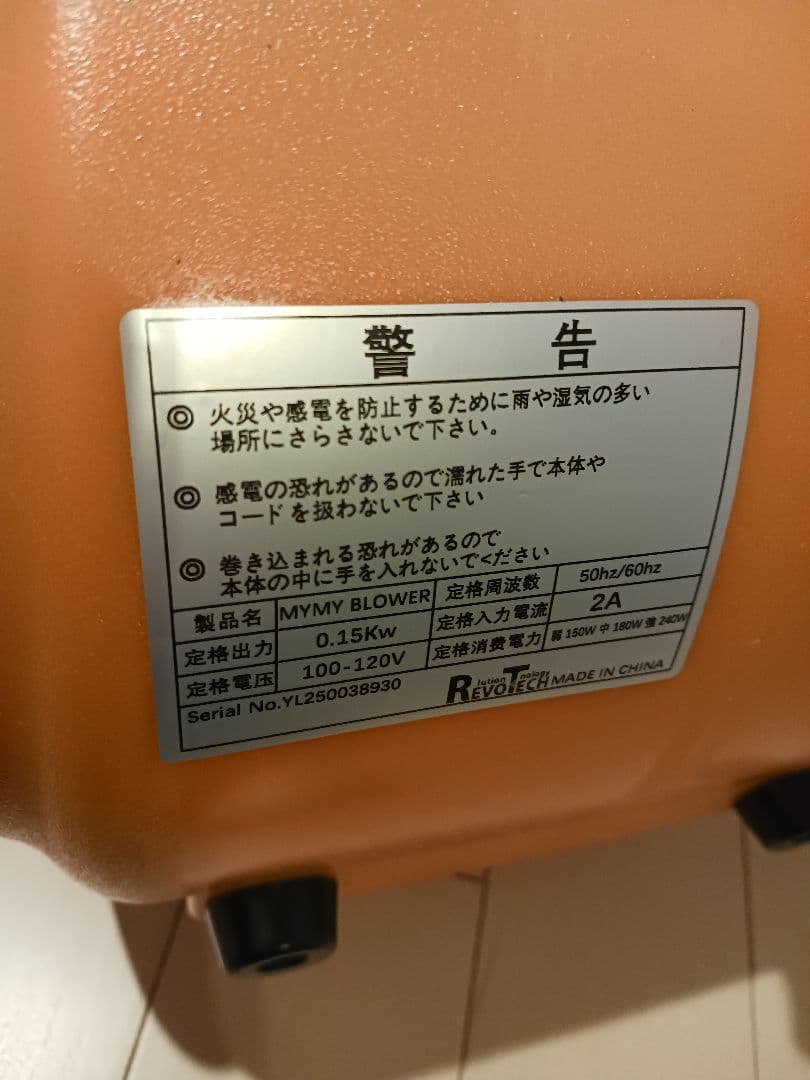 警 告
◎ 火災や感電を防止するために雨や湿気の多い
場所にさらさないで下さい。
◎ 感電の恐れがあるので濡れた手で本体や
コードを扱わないで下さい
◎ 巻き込まれる恐れがあるので
本体の中に手を入れないでください
製品名 MYMY BLOWER 定格周波数 50hz/60hz
定格出力 0.15Kw 定格入力電流 2A
定格電圧 100-120V 定格消費電力 弱 150W 中 180W 強 240W
Serial No.YL250038930 REVOTECH lution nology MADE IN CHINA